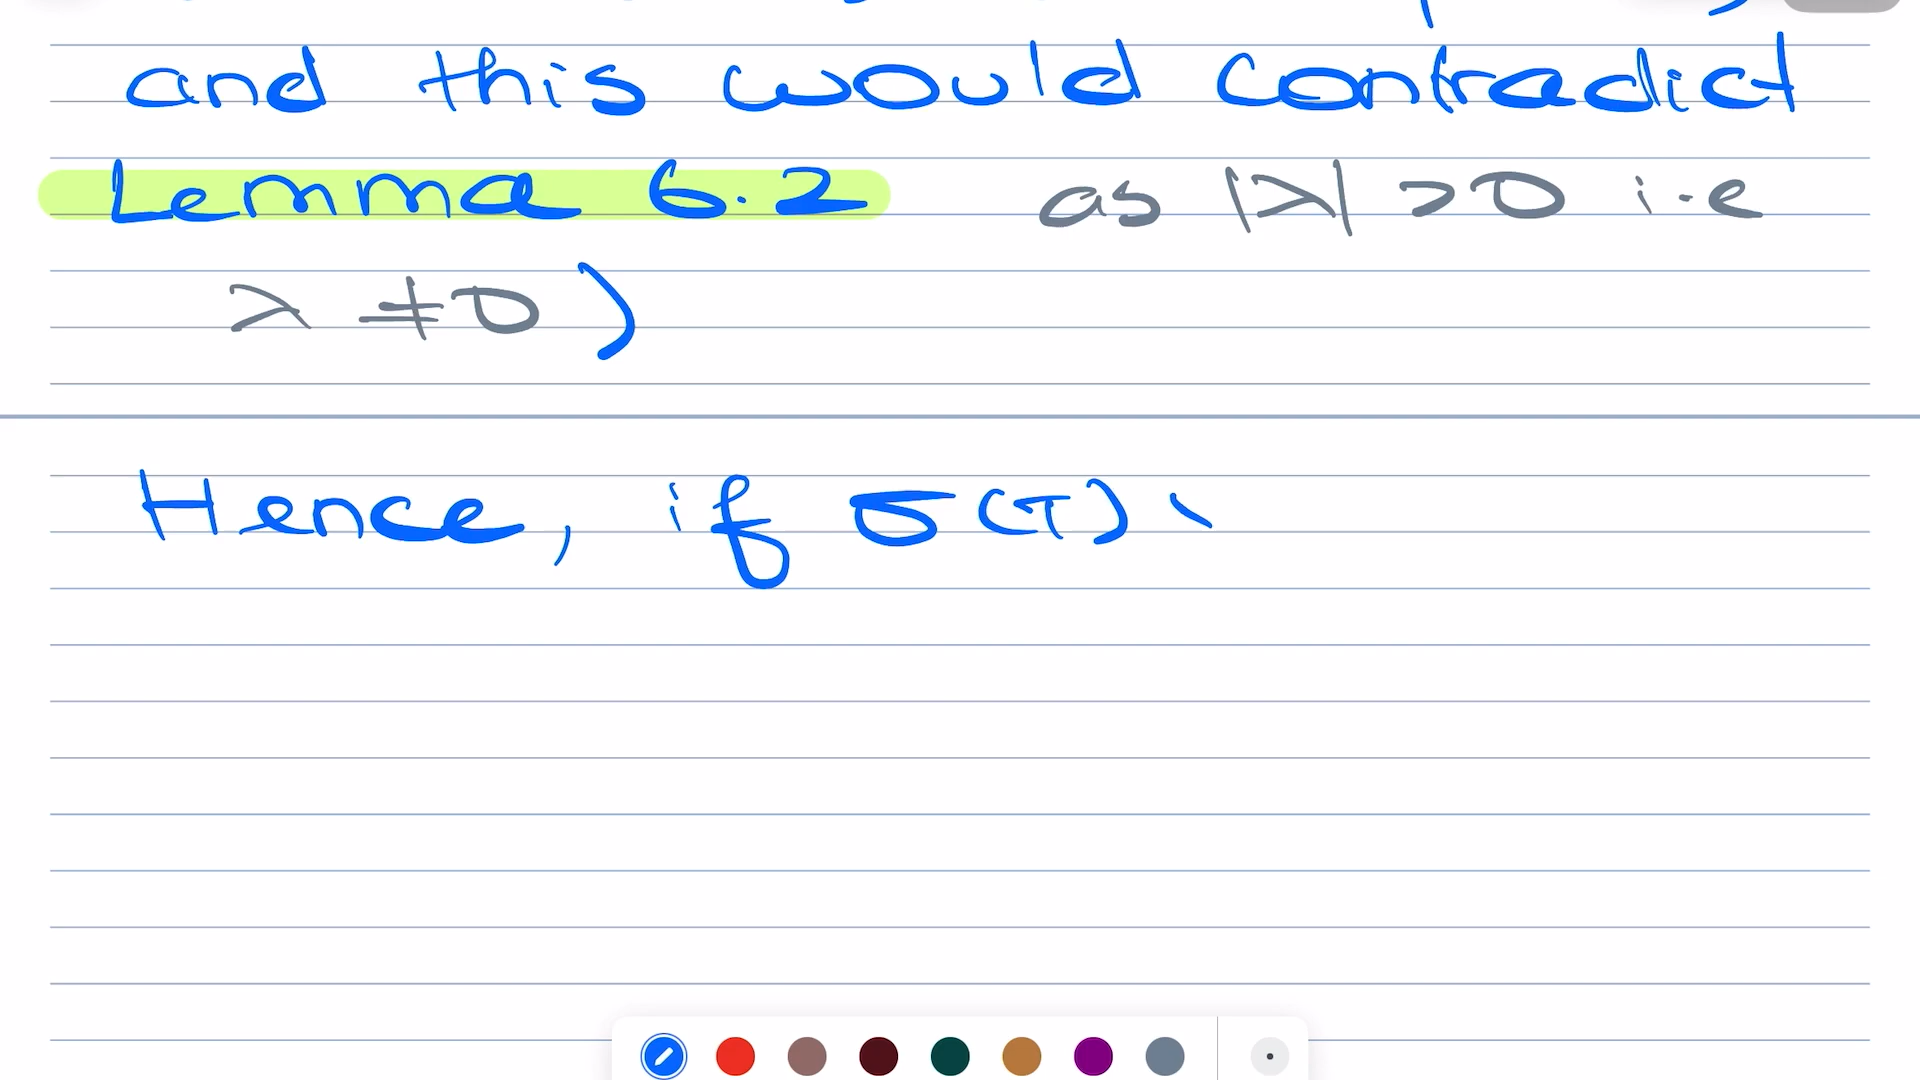 and this would contradict
Lemma 6.2 as |λ| >0 i.e
λ ≠0 )
Hence, if σ(T) \